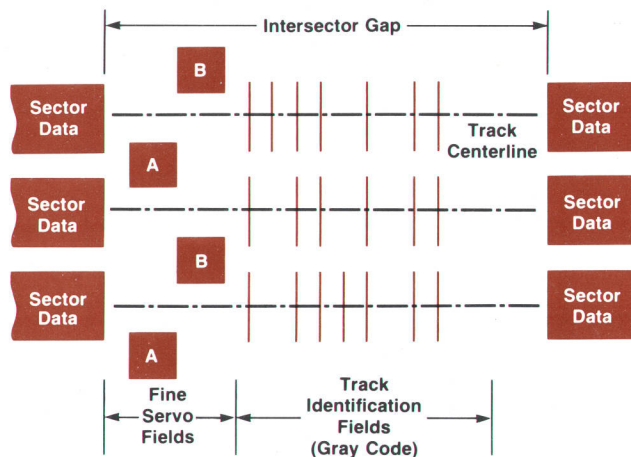 Intersector Gap
B
Sector
Data
Sector
Data
Track
Centerline
A
Sector
Data
Sector
Data
B
Sector
Data
Sector
Data
A
Fine
Servo
Fields
Track
Identification
Fields
(Gray Code)